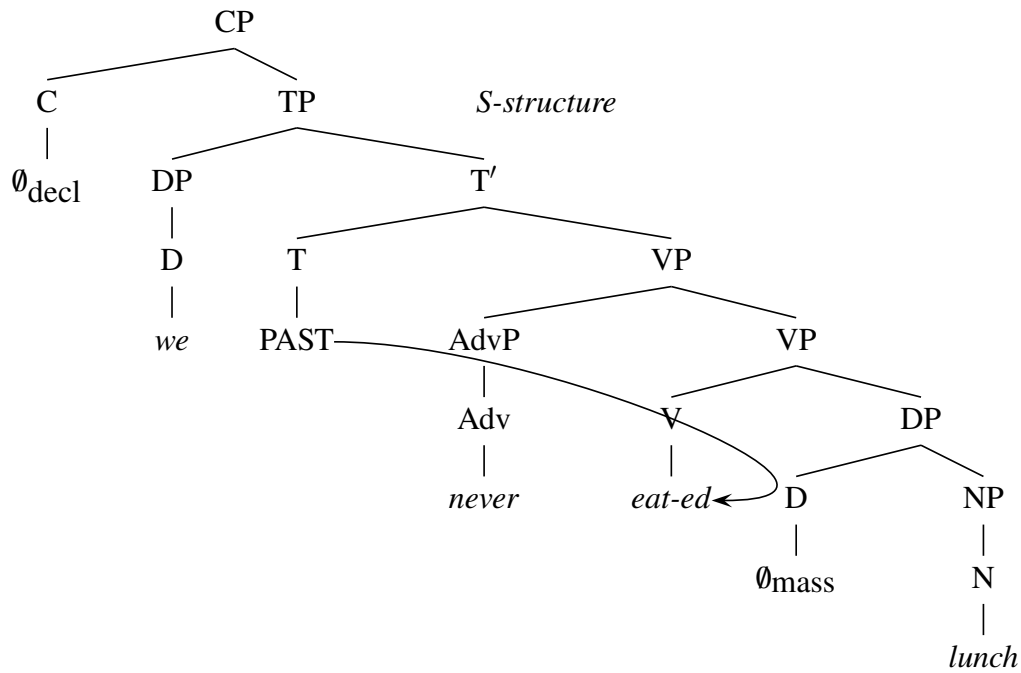 CP
C TP S-structure
∅decl DP T′
D T VP
we PAST AdvP VP
Adv V DP
never eat-ed D NP
∅mass N
lunch